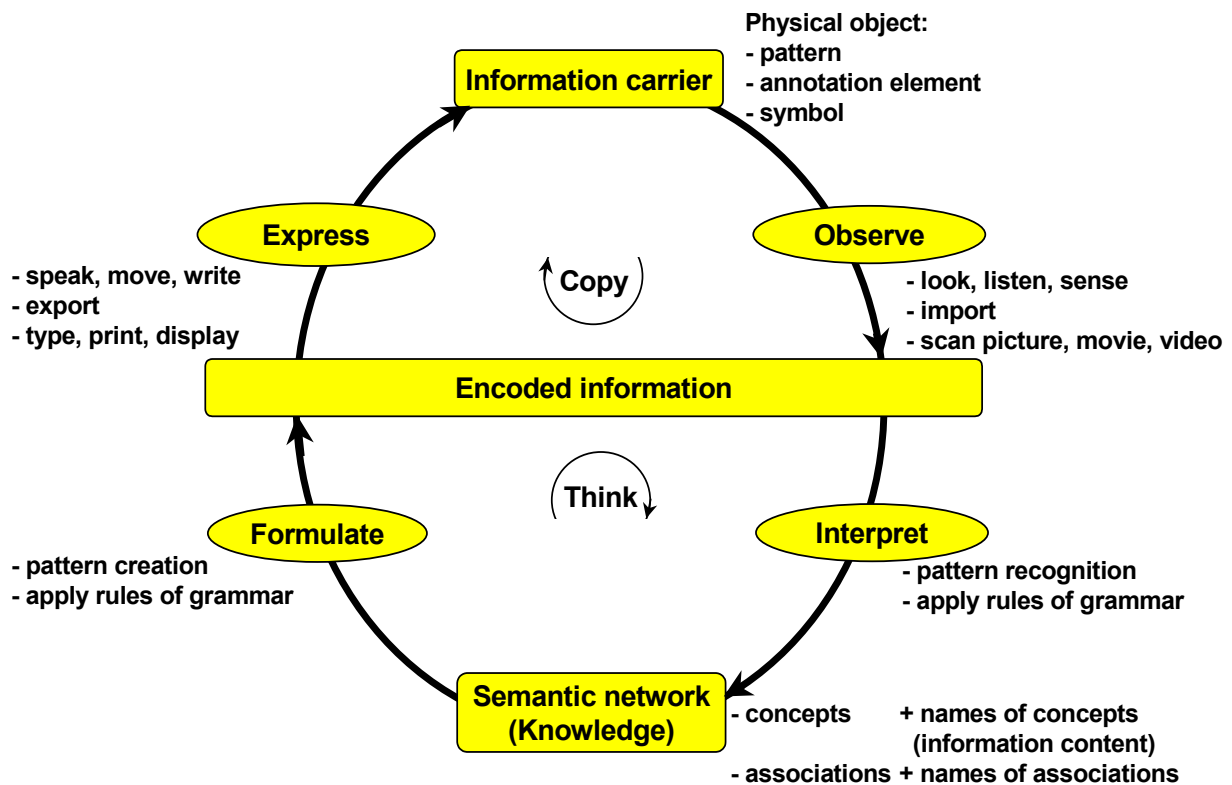 Physical object:
- pattern
- annotation element
- symbol
Information carrier
Express
Observe
- speak, move, write
- export
- type, print, display
Copy
- look, listen, sense
- import
- scan picture, movie, video
Encoded information
Think
Formulate
Interpret
- pattern creation
- apply rules of grammar
- pattern recognition
- apply rules of grammar
Semantic network
(Knowledge)
- concepts + names of concepts
(information content)
- associations + names of associations